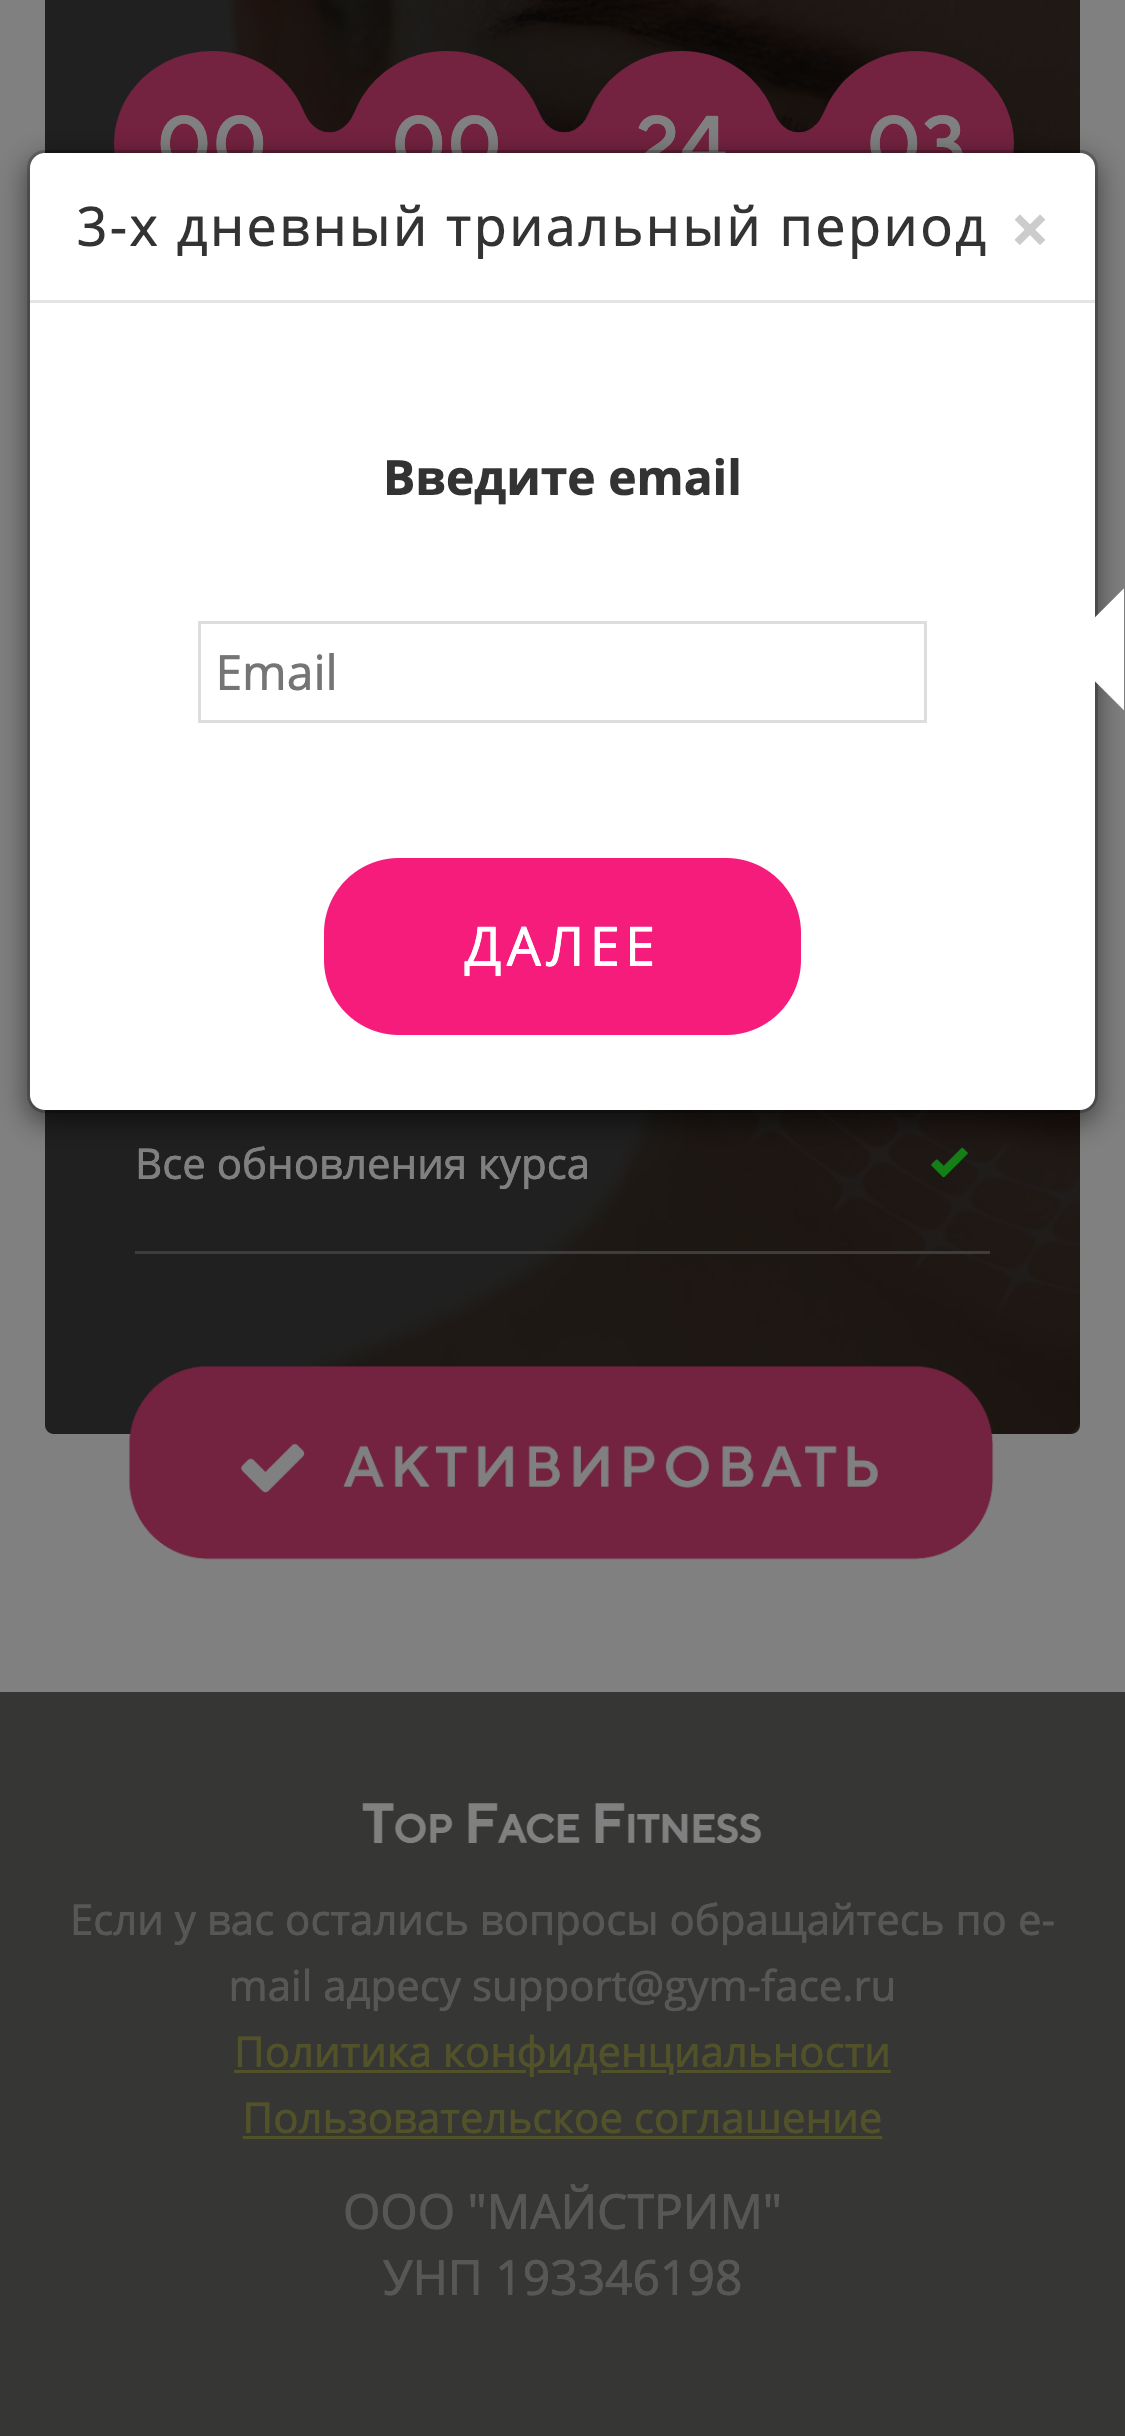 00 00 24 03
3-х дневный триальный период ×
Введите email
Email
ДАЛЕЕ
Все обновления курса
АКТИВИРОВАТЬ
Top Face Fitness
Если у вас остались вопросы обращайтесь по e-
mail адресу support@gym-face.ru
Политика конфиденциальности
Пользовательское соглашение
ООО "МАЙСТРИМ"
УНП 193346198